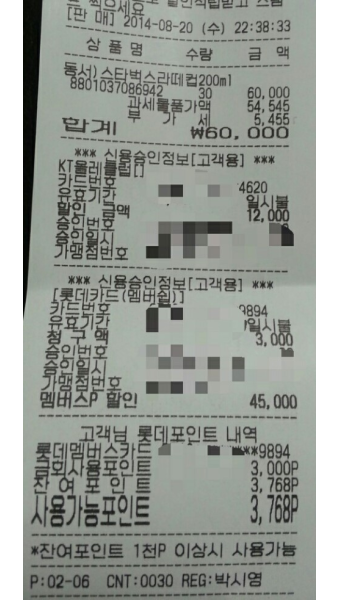 찍으세요
[판 매] 2014-08-20 (수) 22:38:33
상 품 명 수량 금 액
동서)스타벅스라떼컵200ml
8801037086942 30 60,000
과세물품가액 54,545
부 가 세 5,455
합계 ₩60,000
*** 신용승인정보[고객용] ***
KT올레클럽[]
카드번호 4620
유효기간 일시불
할인 금액 12,000
승인번호
승인일시
가맹점번호
*** 신용승인정보[고객용] ***
[롯데카드(멤버쉽)]
카드번호 9894
유효기간 일시불
청 구 액 3,000
승인번호
승인일시
가맹점번호
멤버스P 할인 45,000
고객님 롯데포인트 내역
롯데멤버스카드 **9894
금회사용포인트 3,000P
잔 여 포 인 트 3,768P
사용가능포인트 3,768P
*잔여포인트 1천P 이상시 사용가능
P:02-06 CNT:0030 REG:박시영